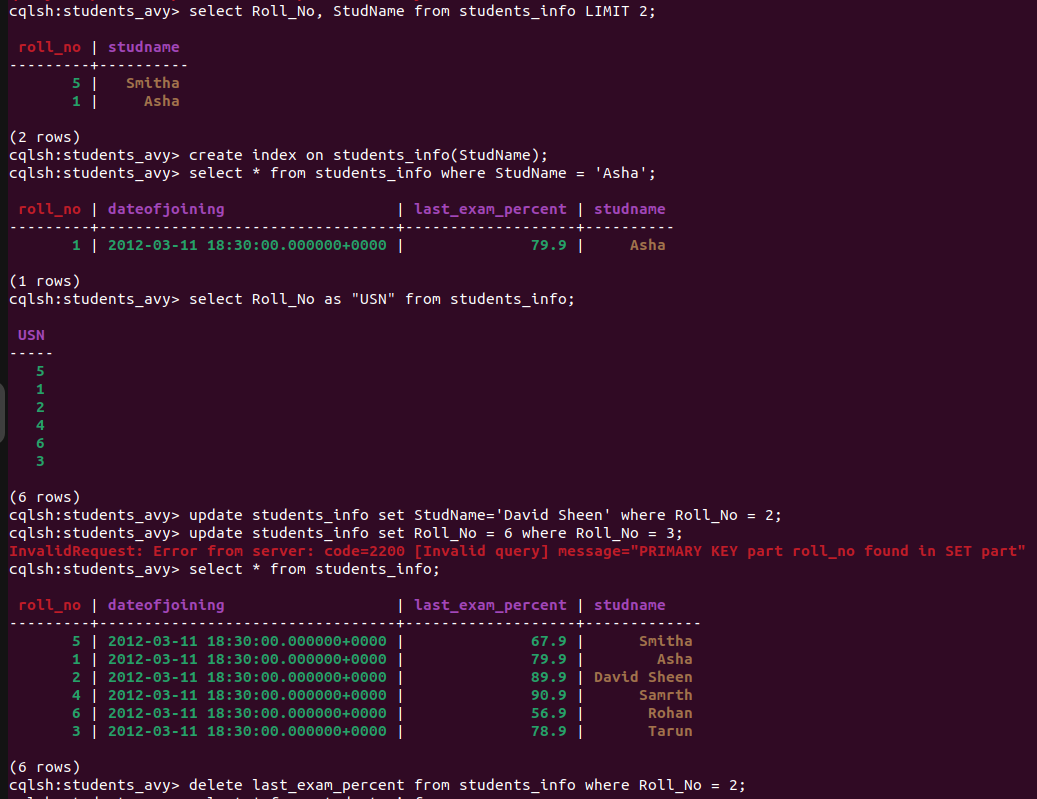 cqlsh:students_avy> select Roll_No, StudName from students_info LIMIT 2;
roll_no | studname
---------+----------
5 | Smitha
1 | Asha
(2 rows)
cqlsh:students_avy> create index on students_info(StudName);
cqlsh:students_avy> select * from students_info where StudName = 'Asha';
roll_no | dateofjoining | last_exam_percent | studname
---------+---------------------------------+-------------------+----------
1 | 2012-03-11 18:30:00.000000+0000 | 79.9 | Asha
(1 rows)
cqlsh:students_avy> select Roll_No as "USN" from students_info;
USN
-----
5
1
2
4
6
3
(6 rows)
cqlsh:students_avy> update students_info set StudName='David Sheen' where Roll_No = 2;
cqlsh:students_avy> update students_info set Roll_No = 6 where Roll_No = 3;
InvalidRequest: Error from server: code=2200 [Invalid query] message="PRIMARY KEY part roll_no found in SET part"
cqlsh:students_avy> select * from students_info;
roll_no | dateofjoining | last_exam_percent | studname
---------+---------------------------------+-------------------+-------------
5 | 2012-03-11 18:30:00.000000+0000 | 67.9 | Smitha
1 | 2012-03-11 18:30:00.000000+0000 | 79.9 | Asha
2 | 2012-03-11 18:30:00.000000+0000 | 89.9 | David Sheen
4 | 2012-03-11 18:30:00.000000+0000 | 90.9 | Samrth
6 | 2012-03-11 18:30:00.000000+0000 | 56.9 | Rohan
3 | 2012-03-11 18:30:00.000000+0000 | 78.9 | Tarun
(6 rows)
cqlsh:students_avy> delete last_exam_percent from students_info where Roll_No = 2;